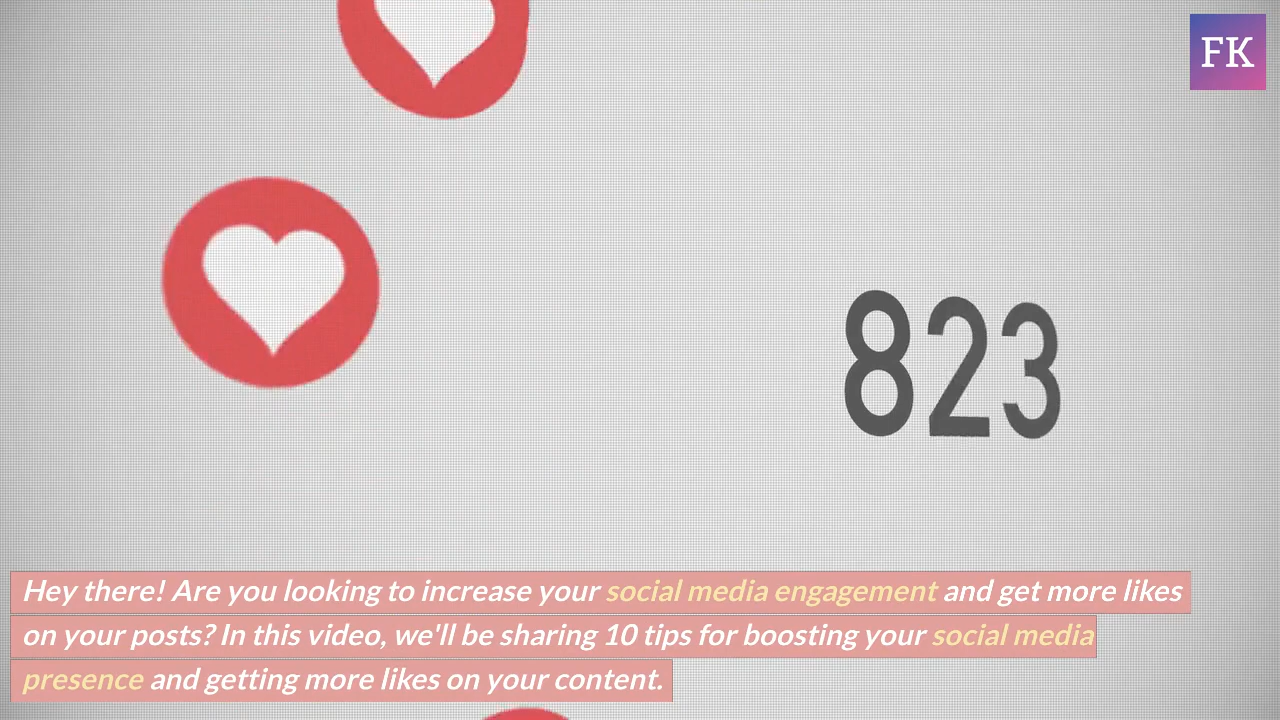 FK
823
Hey there! Are you looking to increase your social media engagement and get more likes
on your posts? In this video, we'll be sharing 10 tips for boosting your social media
presence and getting more likes on your content.